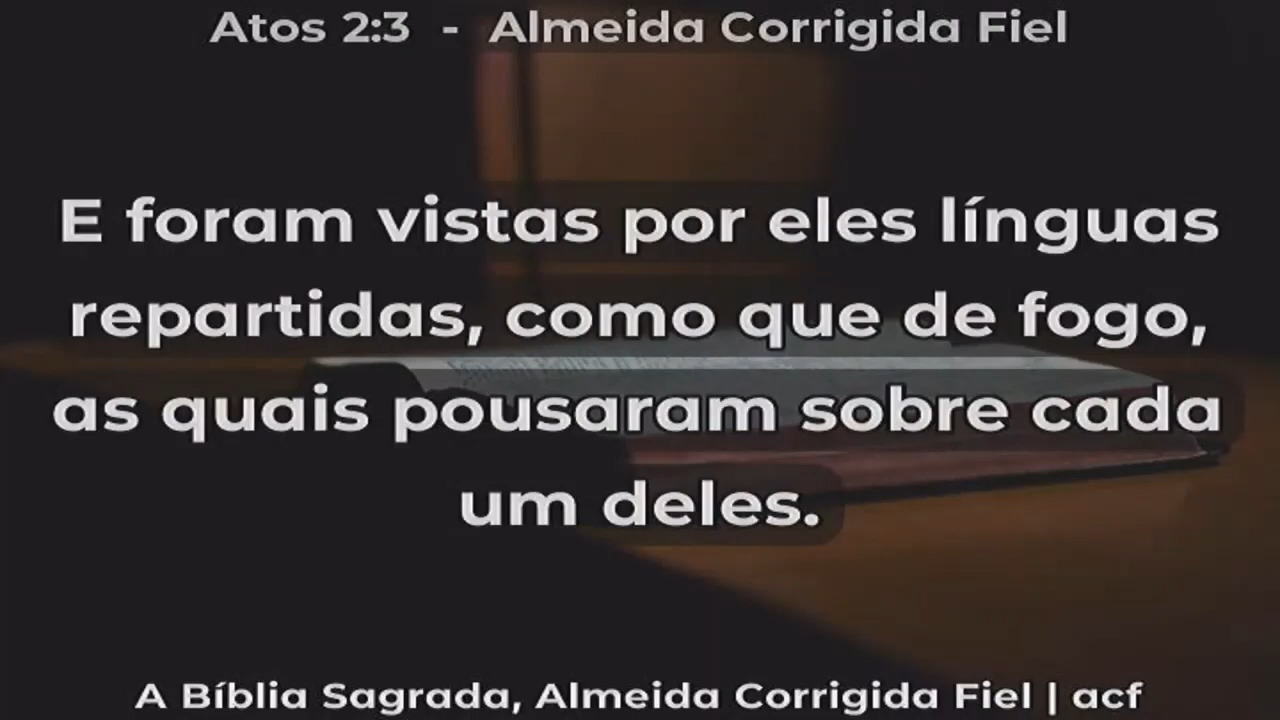 Atos 2:3 - Almeida Corrigida Fiel
E foram vistas por eles línguas
repartidas, como que de fogo,
as quais pousaram sobre cada
um deles.
A Bíblia Sagrada, Almeida Corrigida Fiel | acf